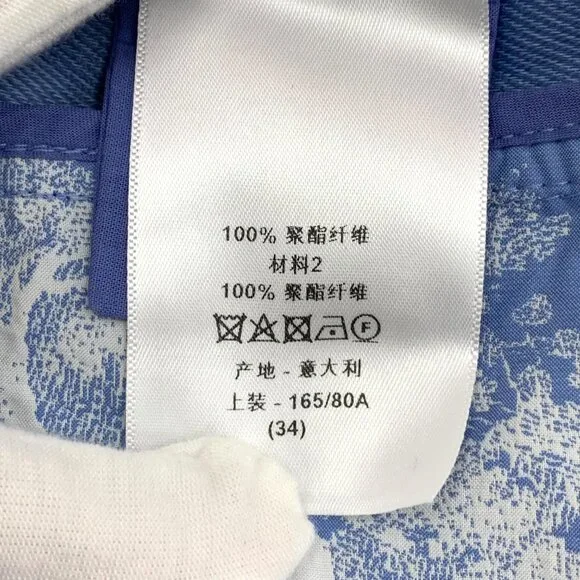 100% 聚酯纤维
材料2
100% 聚酯纤维
F
产地 - 意大利
上装 - 165/80A
(34)